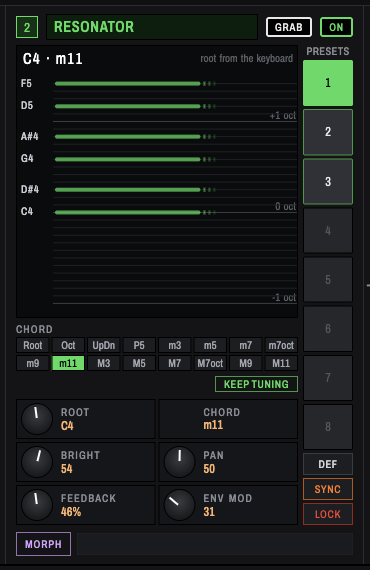 2 RESONATOR GRAB ON
C4 · m11 root from the keyboard PRESETS
F5
D5
+1 oct
A#4
G4
D#4
C4 0 oct
-1 oct
1
2
3
4
5
6
7
8
CHORD
Root Oct UpDn P5 m3 m5 m7 m7oct
m9 m11 M3 M5 M7 M7oct M9 M11
KEEP TUNING
ROOT CHORD
C4 m11
BRIGHT PAN
54 50
FEEDBACK ENV MOD
46% 31
DEF
SYNC
LOCK
MORPH